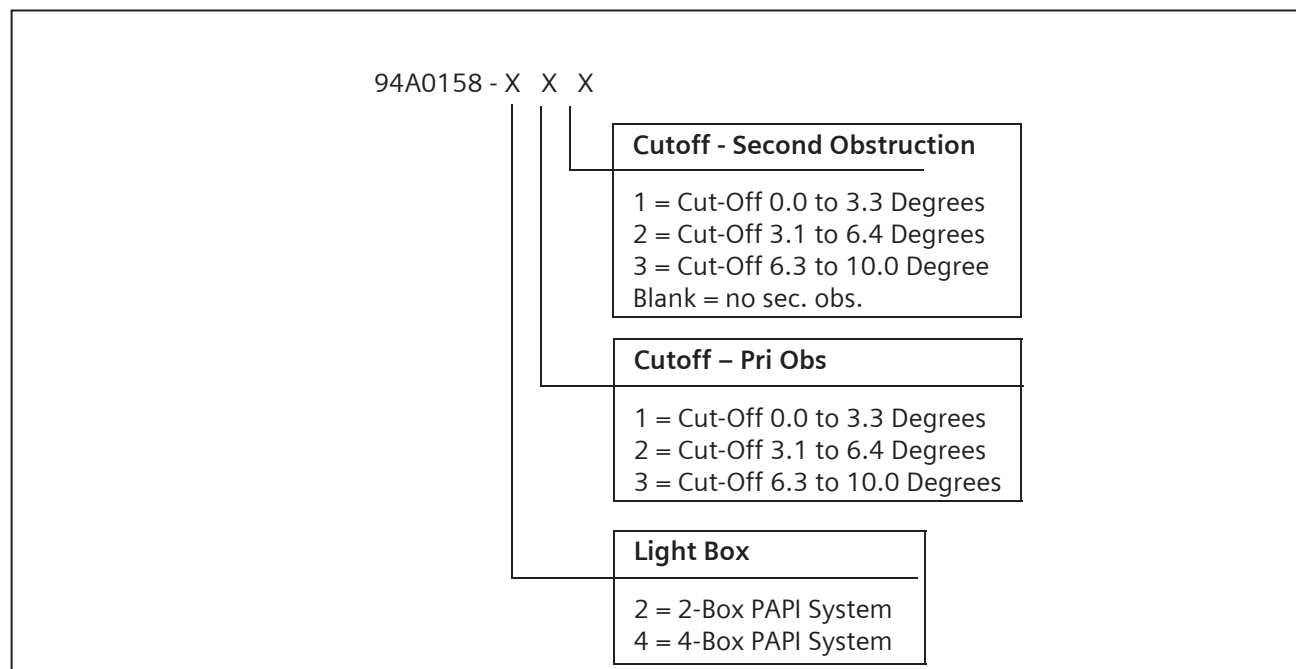 94A0158 - X X X
Cutoff - Second Obstruction
1 = Cut-Off 0.0 to 3.3 Degrees
2 = Cut-Off 3.1 to 6.4 Degrees
3 = Cut-Off 6.3 to 10.0 Degree
Blank = no sec. obs.
Cutoff – Pri Obs
1 = Cut-Off 0.0 to 3.3 Degrees
2 = Cut-Off 3.1 to 6.4 Degrees
3 = Cut-Off 6.3 to 10.0 Degrees
Light Box
2 = 2-Box PAPI System
4 = 4-Box PAPI System